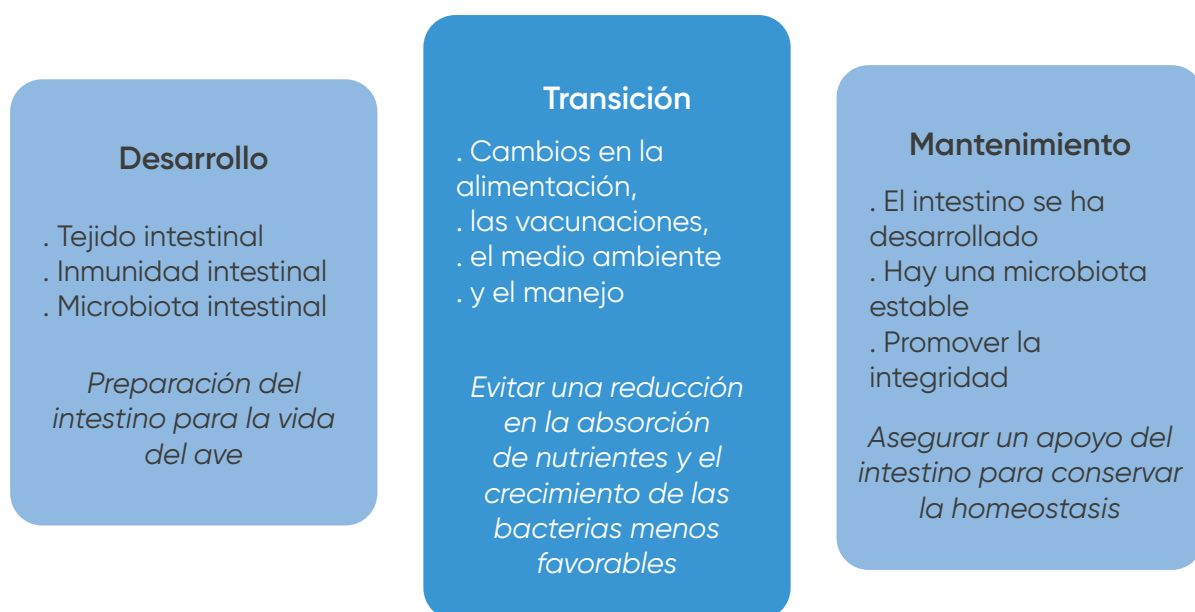 Desarrollo
. Tejido intestinal
. Inmunidad intestinal
. Microbiota intestinal
Preparación del
intestino para la vida
del ave
Transición
. Cambios en la
alimentación,
. las vacunaciones,
. el medio ambiente
. y el manejo
Evitar una reducción
en la absorción
de nutrientes y el
crecimiento de las
bacterias menos
favorables
Mantenimiento
. El intestino se ha
desarrollado
. Hay una microbiota
estable
. Promover la
integridad
Asegurar un apoyo del
intestino para conservar
la homeostasis